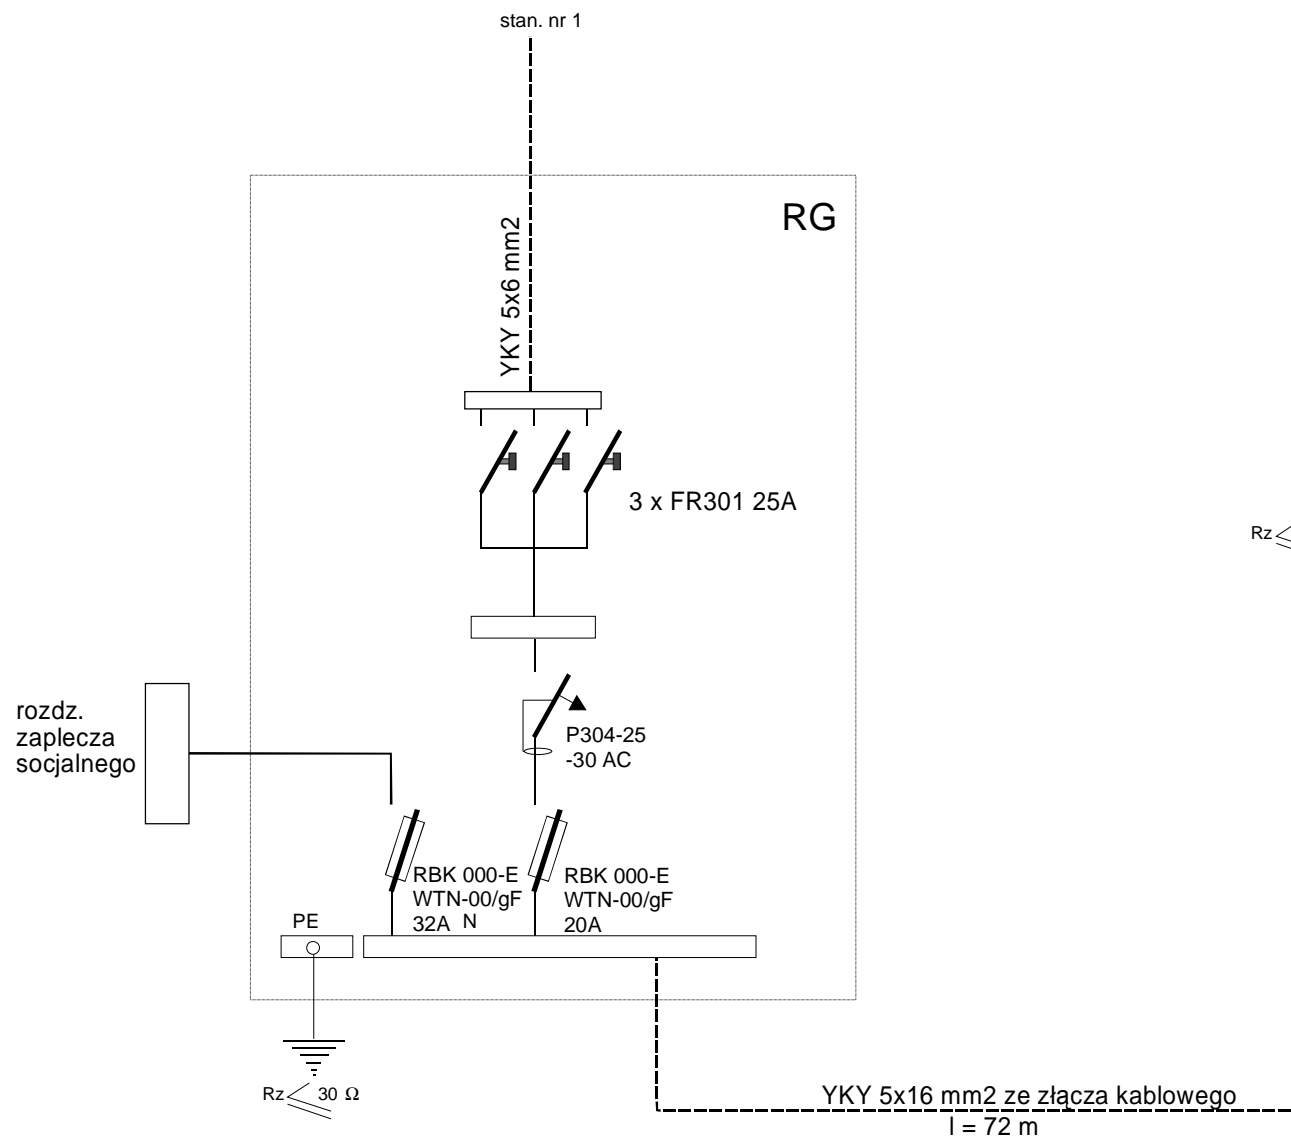 stan. nr 1
RG
YKY 5x6 mm2
3 x FR301 25A
Rz
rozdz.
zaplecza
socjalnego
P304-25
-30 AC
RBK 000-E
WTN-00/gF
32A N
RBK 000-E
WTN-00/gF
20A
PE
Rz < 30 Ω
YKY 5x16 mm2 ze złącza kablowego
l = 72 m